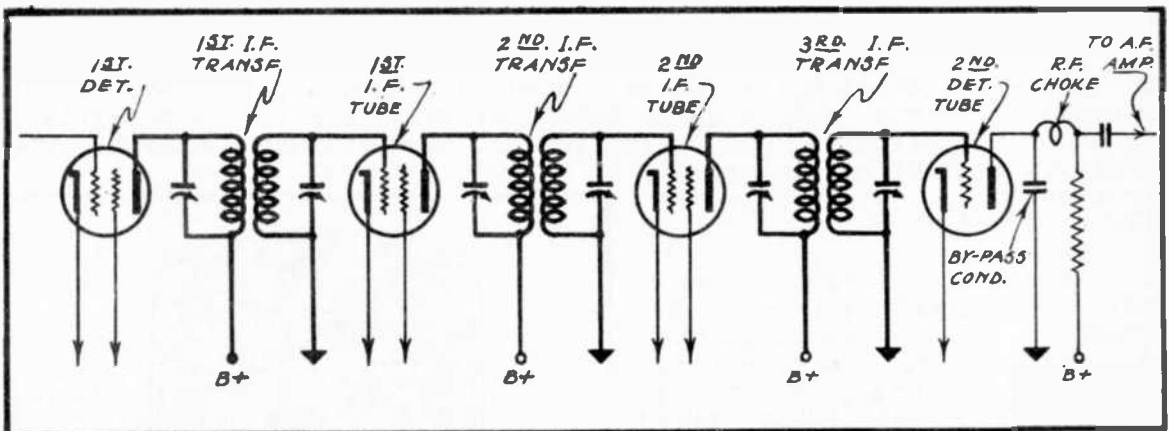 1ST.
DET.
1ST. I.F.
TRANSF.
1ST.
I.F.
TUBE
2ND. I.F.
TRANSF
2ND
I.F.
TUBE
3RD. I.F.
TRANSF
2ND.
DET.
TUBE
R.F.
CHOKE
TO A.F.
AMP.
BY-PASS
COND.
B+
B+
B+
B+